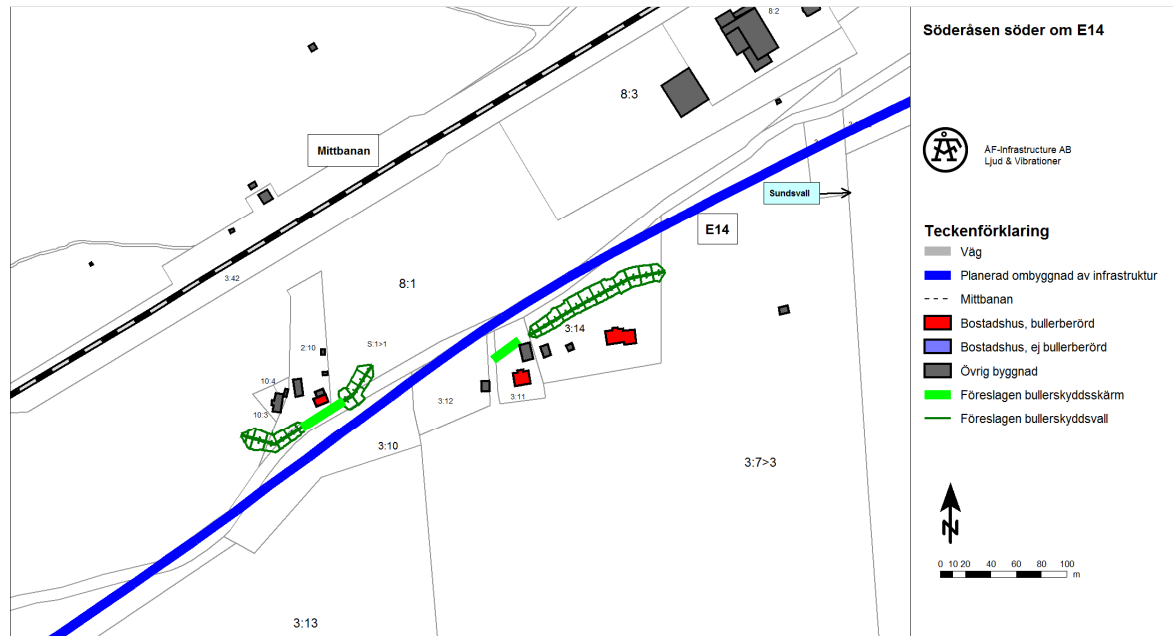 Söderåsen söder om E14
ÅF-Infrastructure AB
Ljud & Vibrationer
Teckenförklaring
Väg
Planerad ombyggnad av infrastruktur
Mittbanan
Bostadshus, bullerberörd
Bostadshus, ej bullerberörd
Övrig byggnad
Föreslagen bullerskyddsskärm
Föreslagen bullerskyddsvall
N
0 10 20 40 60 80 100
m
8:2
8:3
Mittbanan
Sundsvall
E14
3:42
8:1
3:14
S:1>1
2:10
10:4
10:3
3:12
3:11
3:10
3:7>3
3:13